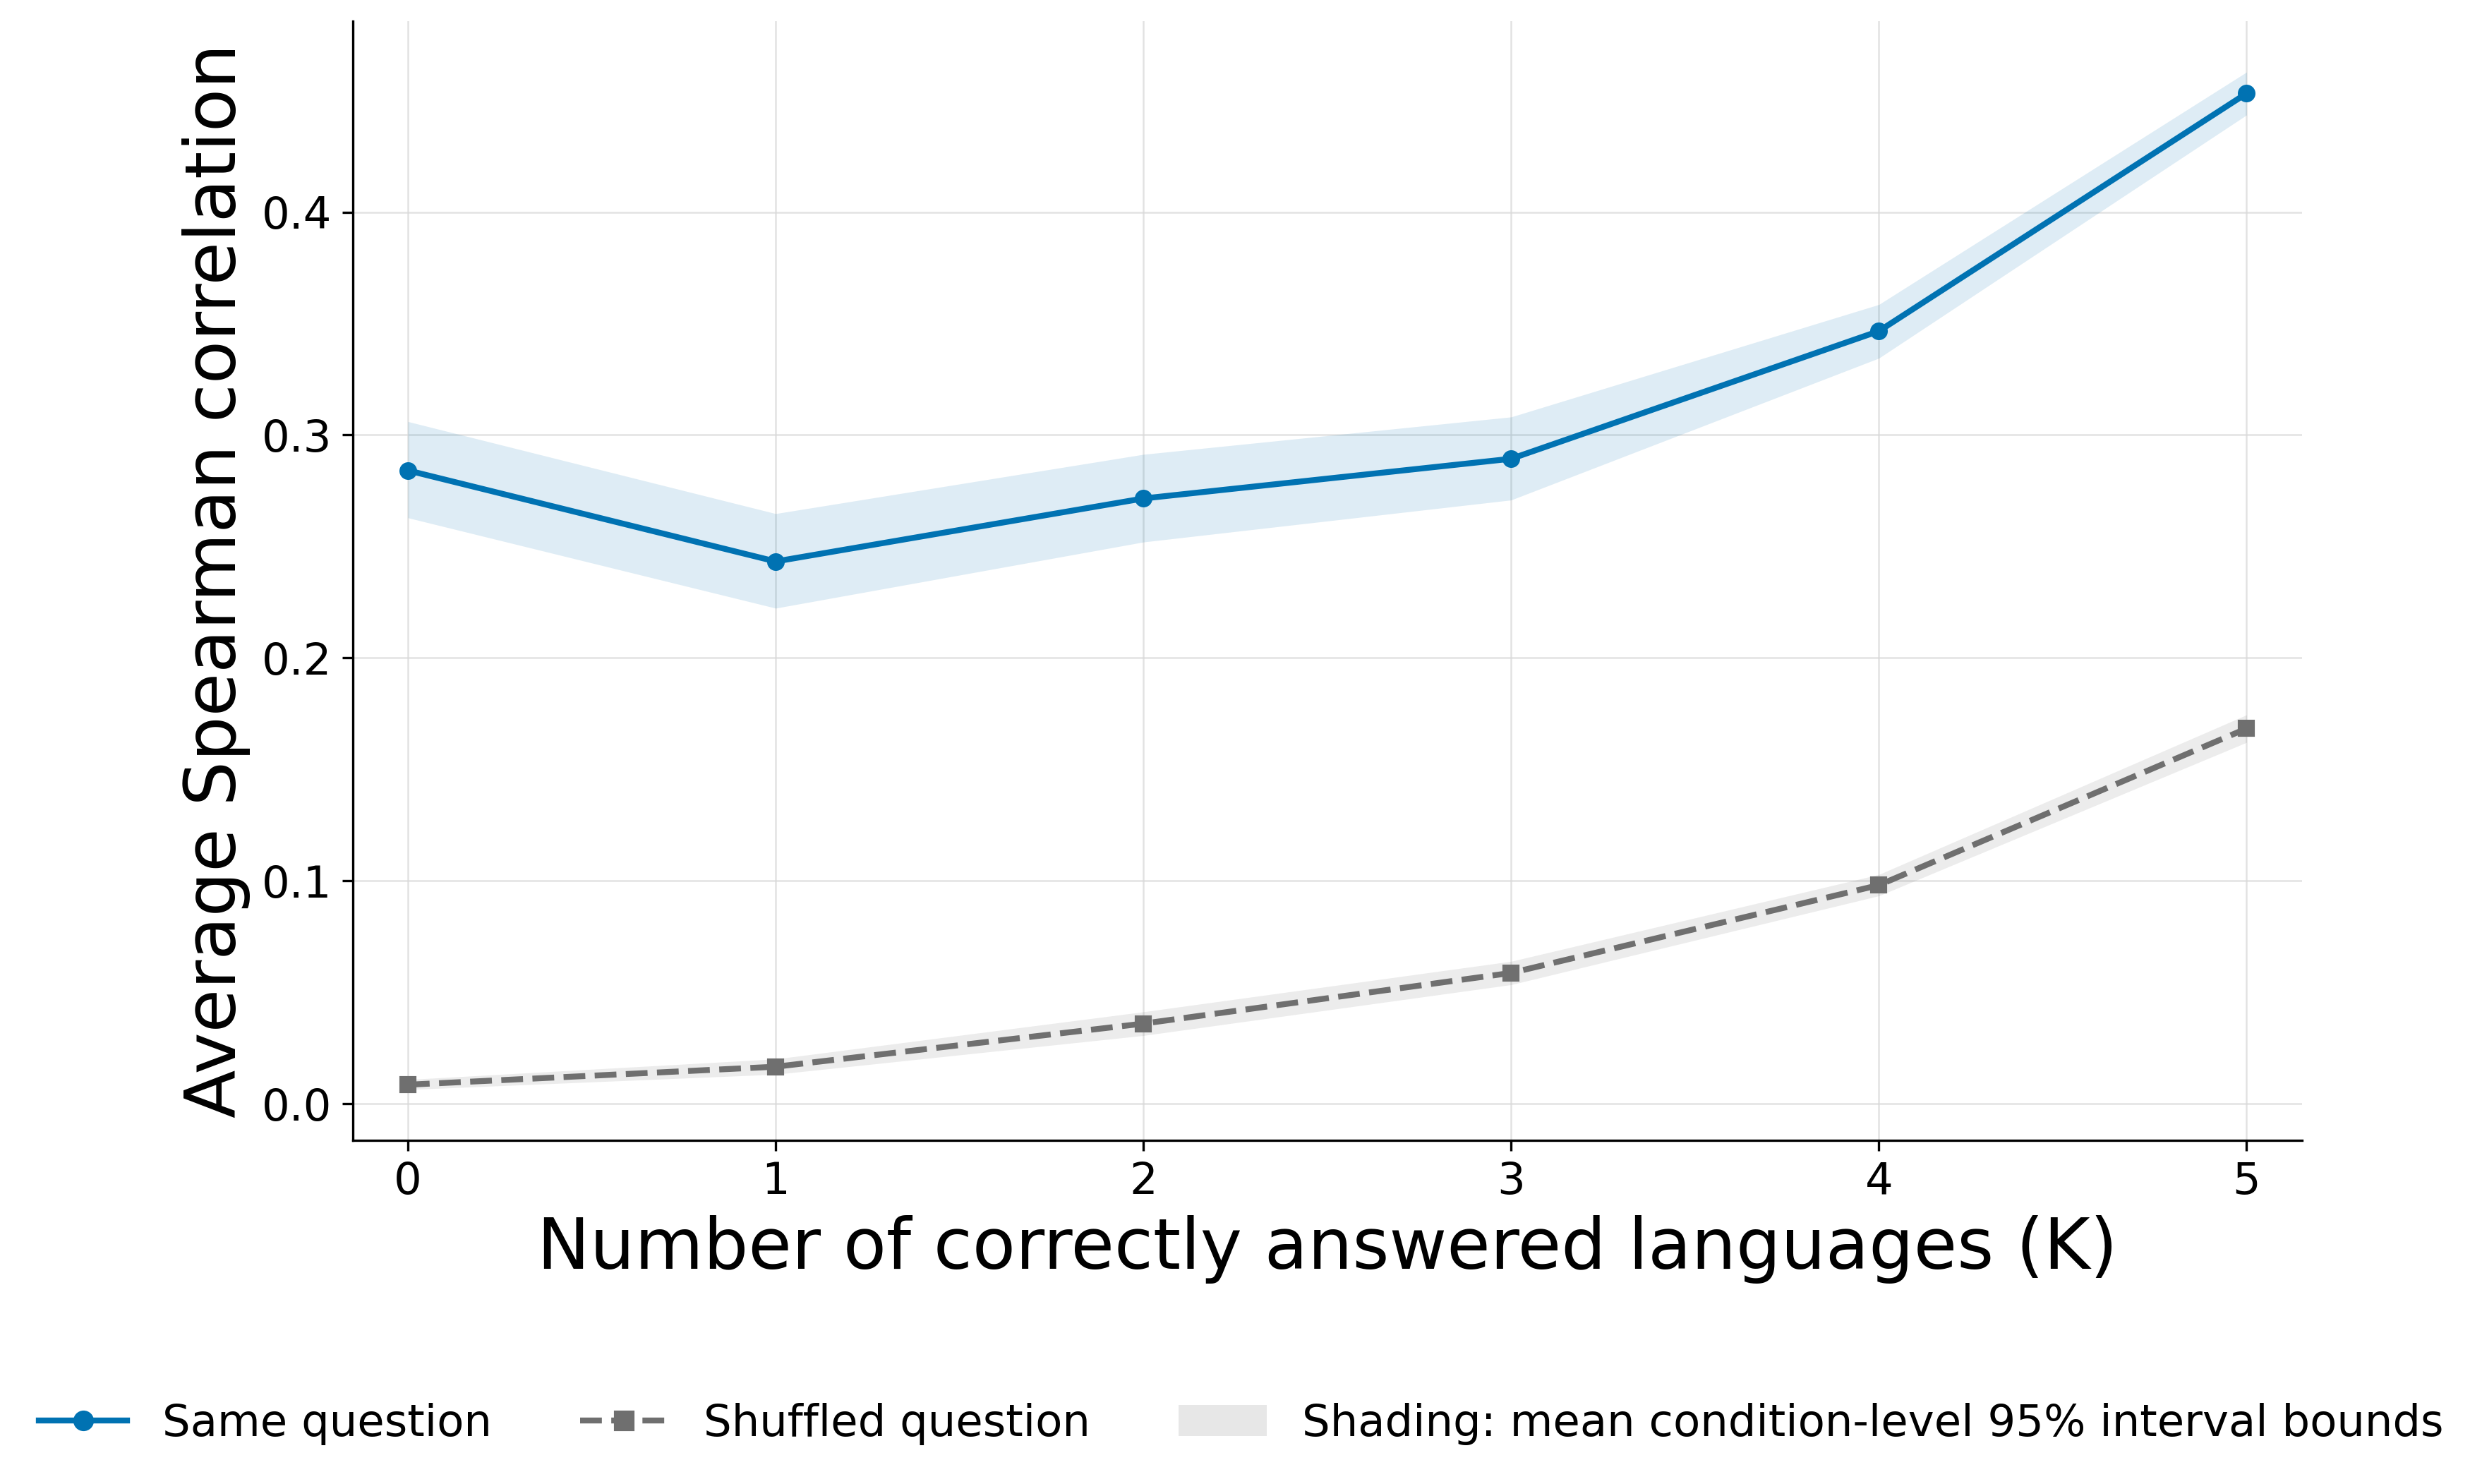 Average Spearman correlation
0.4
0.3
0.2
0.1
0.0
0 1 2 3 4 5
Number of correctly answered languages (K)
Same question Shuffled question Shading: mean condition-level 95% interval bounds